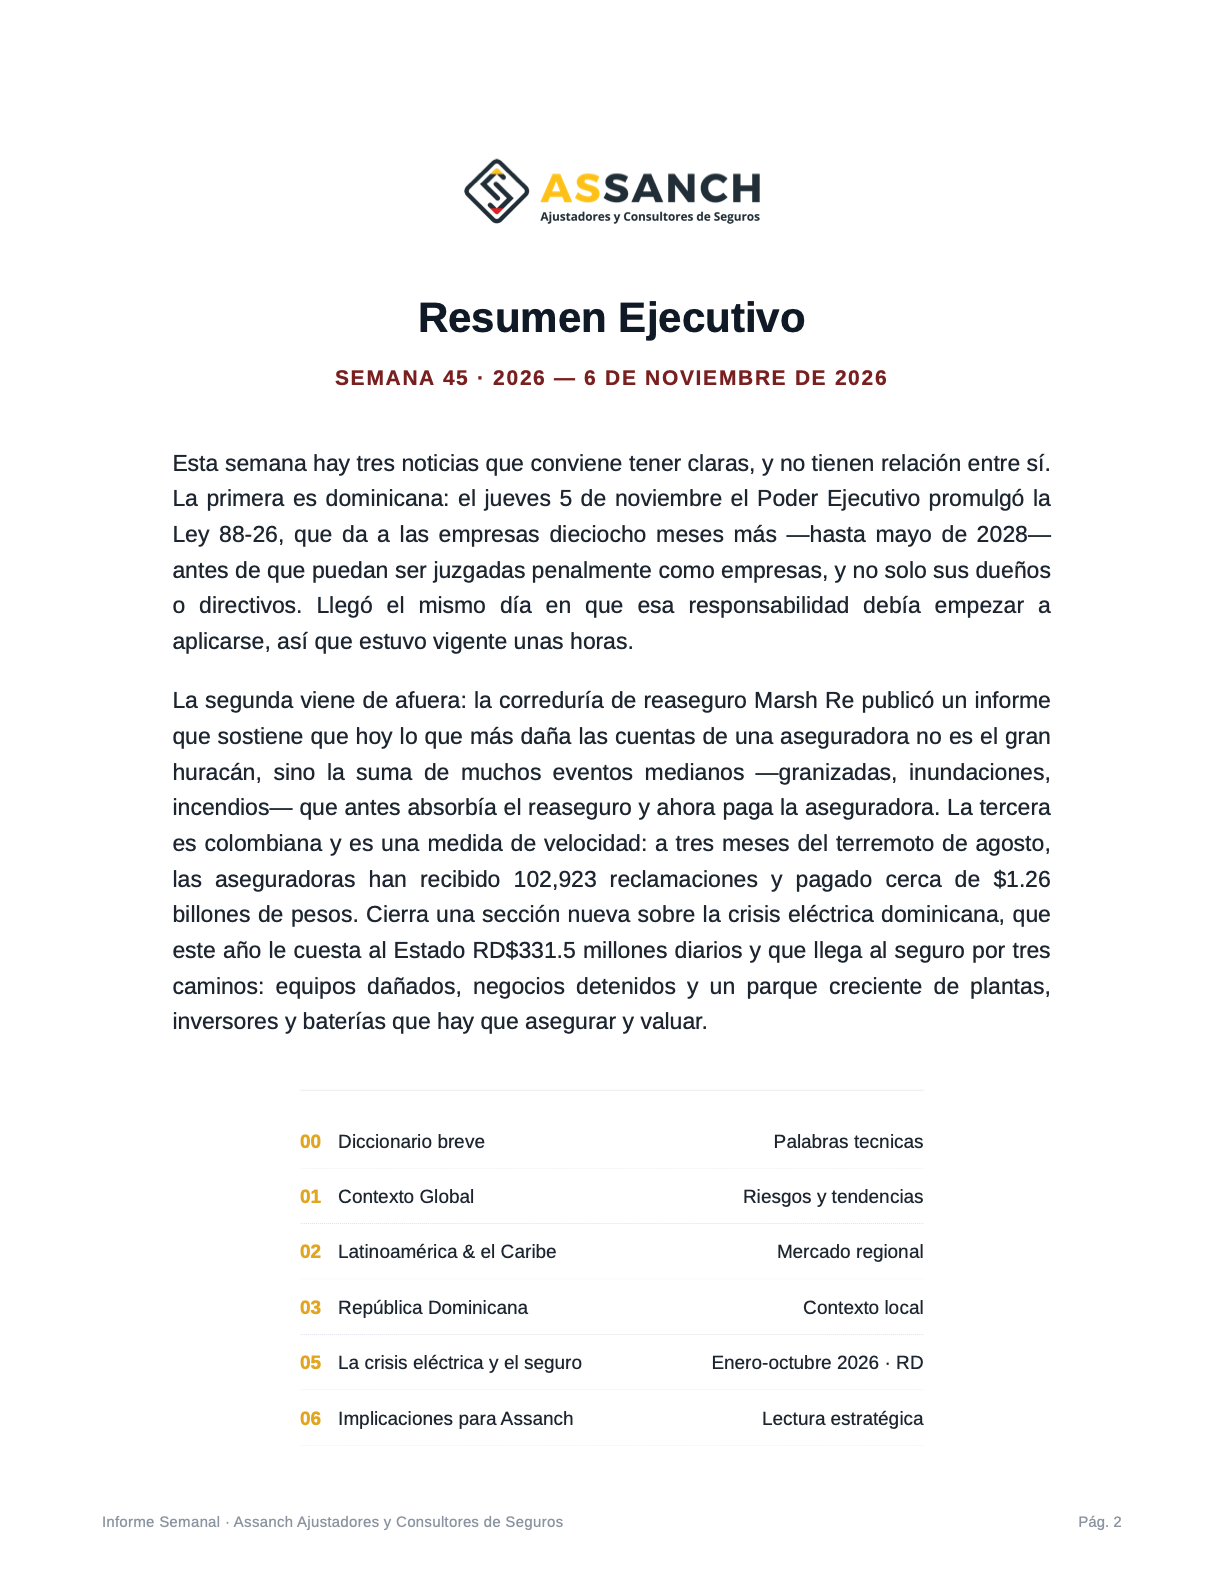 ASSANCH
Ajustadores y Consultores de Seguros
Resumen Ejecutivo
SEMANA 45 · 2026 — 6 DE NOVIEMBRE DE 2026
Esta semana hay tres noticias que conviene tener claras, y no tienen relación entre sí.
La primera es dominicana: el jueves 5 de noviembre el Poder Ejecutivo promulgó la
Ley 88-26, que da a las empresas dieciocho meses más —hasta mayo de 2028—
antes de que puedan ser juzgadas penalmente como empresas, y no solo sus dueños
o directivos. Llegó el mismo día en que esa responsabilidad debía empezar a
aplicarse, así que estuvo vigente unas horas.
La segunda viene de afuera: la correduría de reaseguro Marsh Re publicó un informe
que sostiene que hoy lo que más daña las cuentas de una aseguradora no es el gran
huracán, sino la suma de muchos eventos medianos —granizadas, inundaciones,
incendios— que antes absorbía el reaseguro y ahora paga la aseguradora. La tercera
es colombiana y es una medida de velocidad: a tres meses del terremoto de agosto,
las aseguradoras han recibido 102,923 reclamaciones y pagado cerca de $1.26
billones de pesos. Cierra una sección nueva sobre la crisis eléctrica dominicana, que
este año le cuesta al Estado RD$331.5 millones diarios y que llega al seguro por tres
caminos: equipos dañados, negocios detenidos y un parque creciente de plantas,
inversores y baterías que hay que asegurar y valuar.
00 Diccionario breve Palabras tecnicas
01 Contexto Global Riesgos y tendencias
02 Latinoamérica & el Caribe Mercado regional
03 República Dominicana Contexto local
05 La crisis eléctrica y el seguro Enero-octubre 2026 · RD
06 Implicaciones para Assanch Lectura estratégica
Informe Semanal · Assanch Ajustadores y Consultores de Seguros Pág. 2